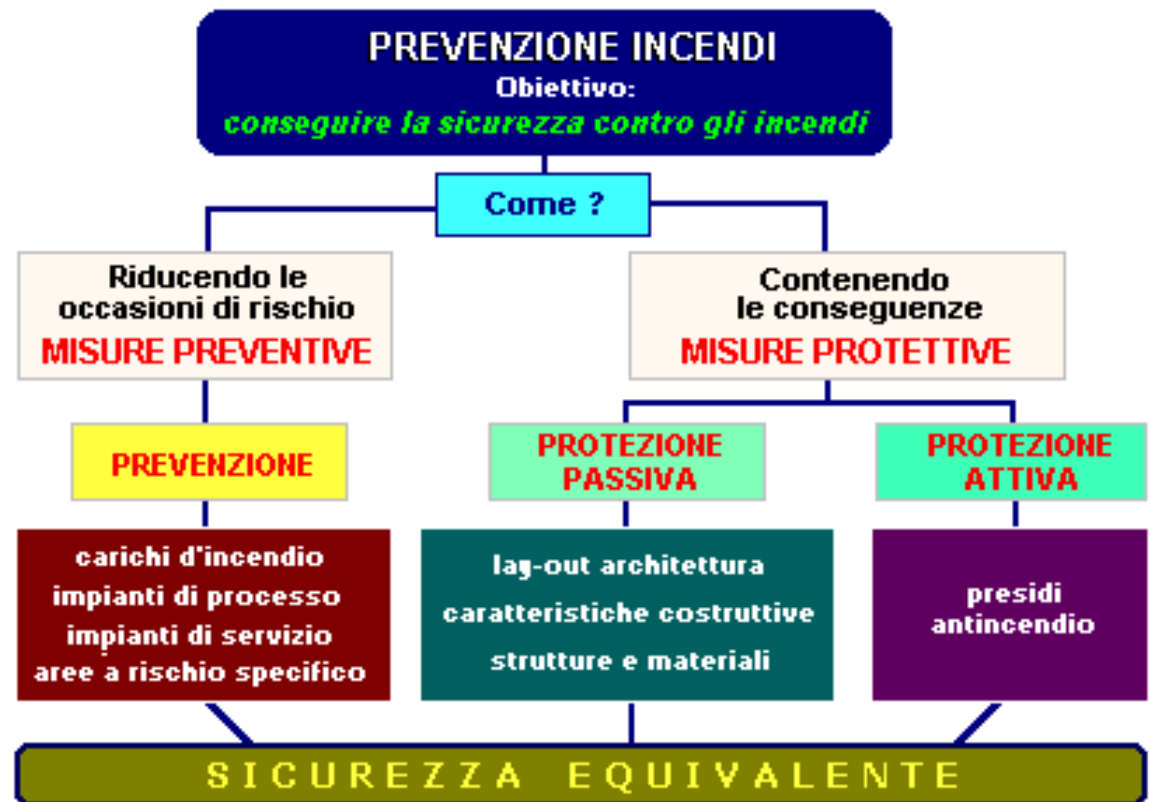 PREVENZIONE INCENDI
Obiettivo:
conseguire la sicurezza contro gli incendi
Come ?
Riducendo le
occasioni di rischio
MISURE PREVENTIVE
Contenendo
le conseguenze
MISURE PROTETTIVE
PREVENZIONE
PROTEZIONE
PASSIVA
PROTEZIONE
ATTIVA
carichi d'incendio
impianti di processo
impianti di servizio
aree a rischio specifico
lay-out architettura
caratteristiche costruttive
strutture e materiali
presidi
antincendio
SICUREZZA EQUIVALENTE